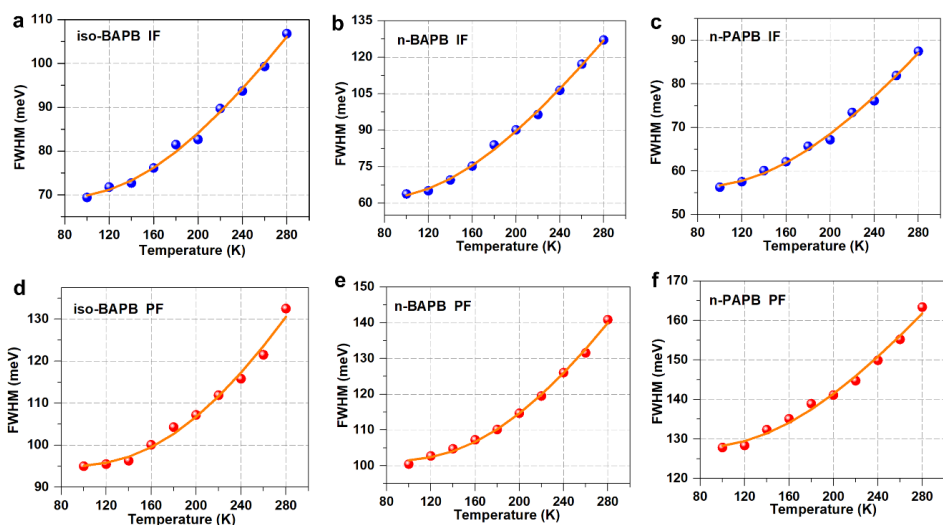 a
iso-BAPB IF
FWHM (meV)
110
100
90
80
70
80 120 160 200 240 280
Temperature (K)
b
n-BAPB IF
FWHM (meV)
135
120
105
90
75
60
80 120 160 200 240 280
Temperature (K)
c
n-PAPB IF
FWHM (meV)
90
80
70
60
50
80 120 160 200 240 280
Temperature (K)
d
iso-BAPB PF
FWHM (meV)
130
120
110
100
90
80 120 160 200 240 280
Temperature (K)
e
n-BAPB PF
FWHM (meV)
150
140
130
120
110
100
80 120 160 200 240 280
Temperature (K)
f
n-PAPB PF
FWHM (meV)
170
160
150
140
130
120
80 120 160 200 240 280
Temperature (K)